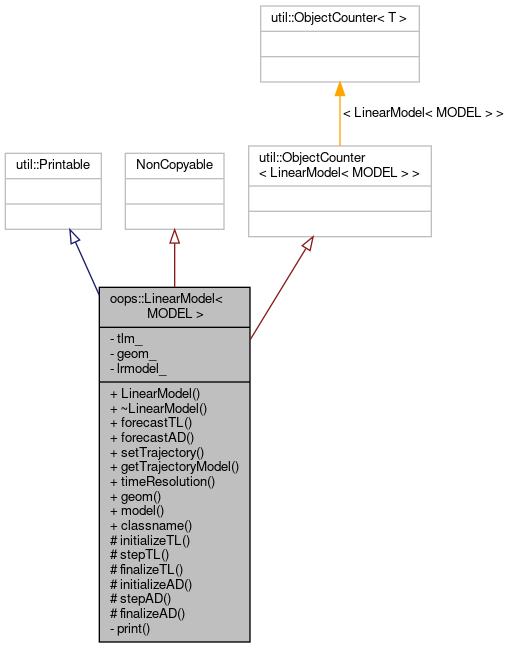 util::ObjectCounter< T >
< LinearModel< MODEL > >
util::Printable
NonCopyable
util::ObjectCounter
< LinearModel< MODEL > >
oops::LinearModel<
MODEL >
- tlm_
- geom_
- lrmodel_
+ LinearModel()
+ ~LinearModel()
+ forecastTL()
+ forecastAD()
+ setTrajectory()
+ getTrajectoryModel()
+ timeResolution()
+ geom()
+ model()
+ classname()
# initializeTL()
# stepTL()
# finalizeTL()
# initializeAD()
# stepAD()
# finalizeAD()
- print()